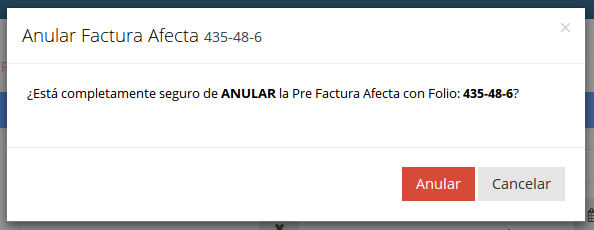 Anular Factura Afecta 435-48-6
×
¿Está completamente seguro de ANULAR la Pre Factura Afecta con Folio: 435-48-6?
Anular
Cancelar